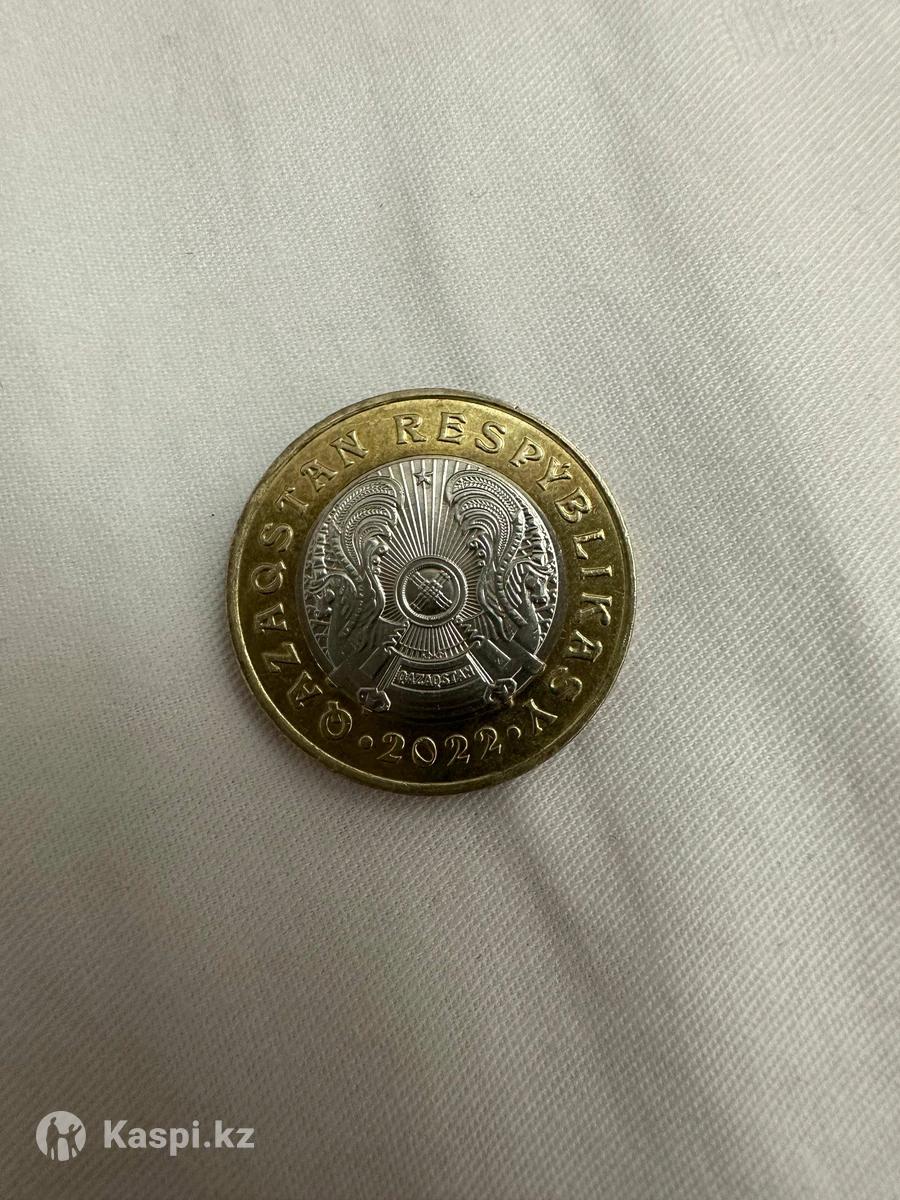 QAZAQSTAN RESPÝBLIKASY
• 2022 •
QAZAQSTAN
Kaspi.kz